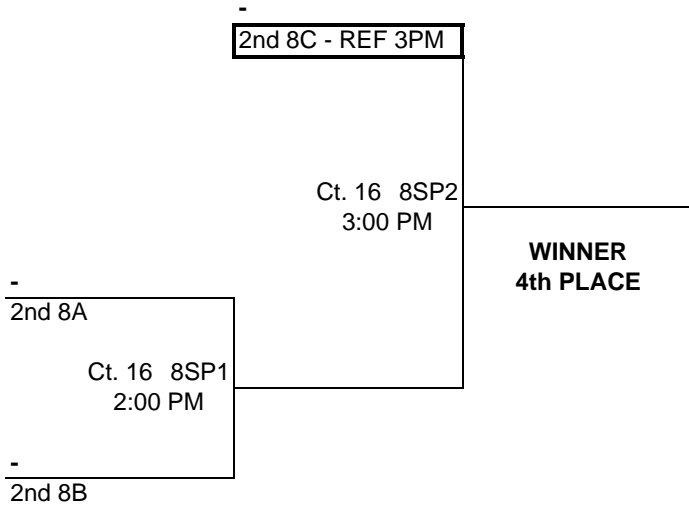 -
2nd 8C - REF 3PM
Ct. 16 8SP2
3:00 PM
WINNER
4th PLACE
-
2nd 8A
Ct. 16 8SP1
2:00 PM
-
2nd 8B